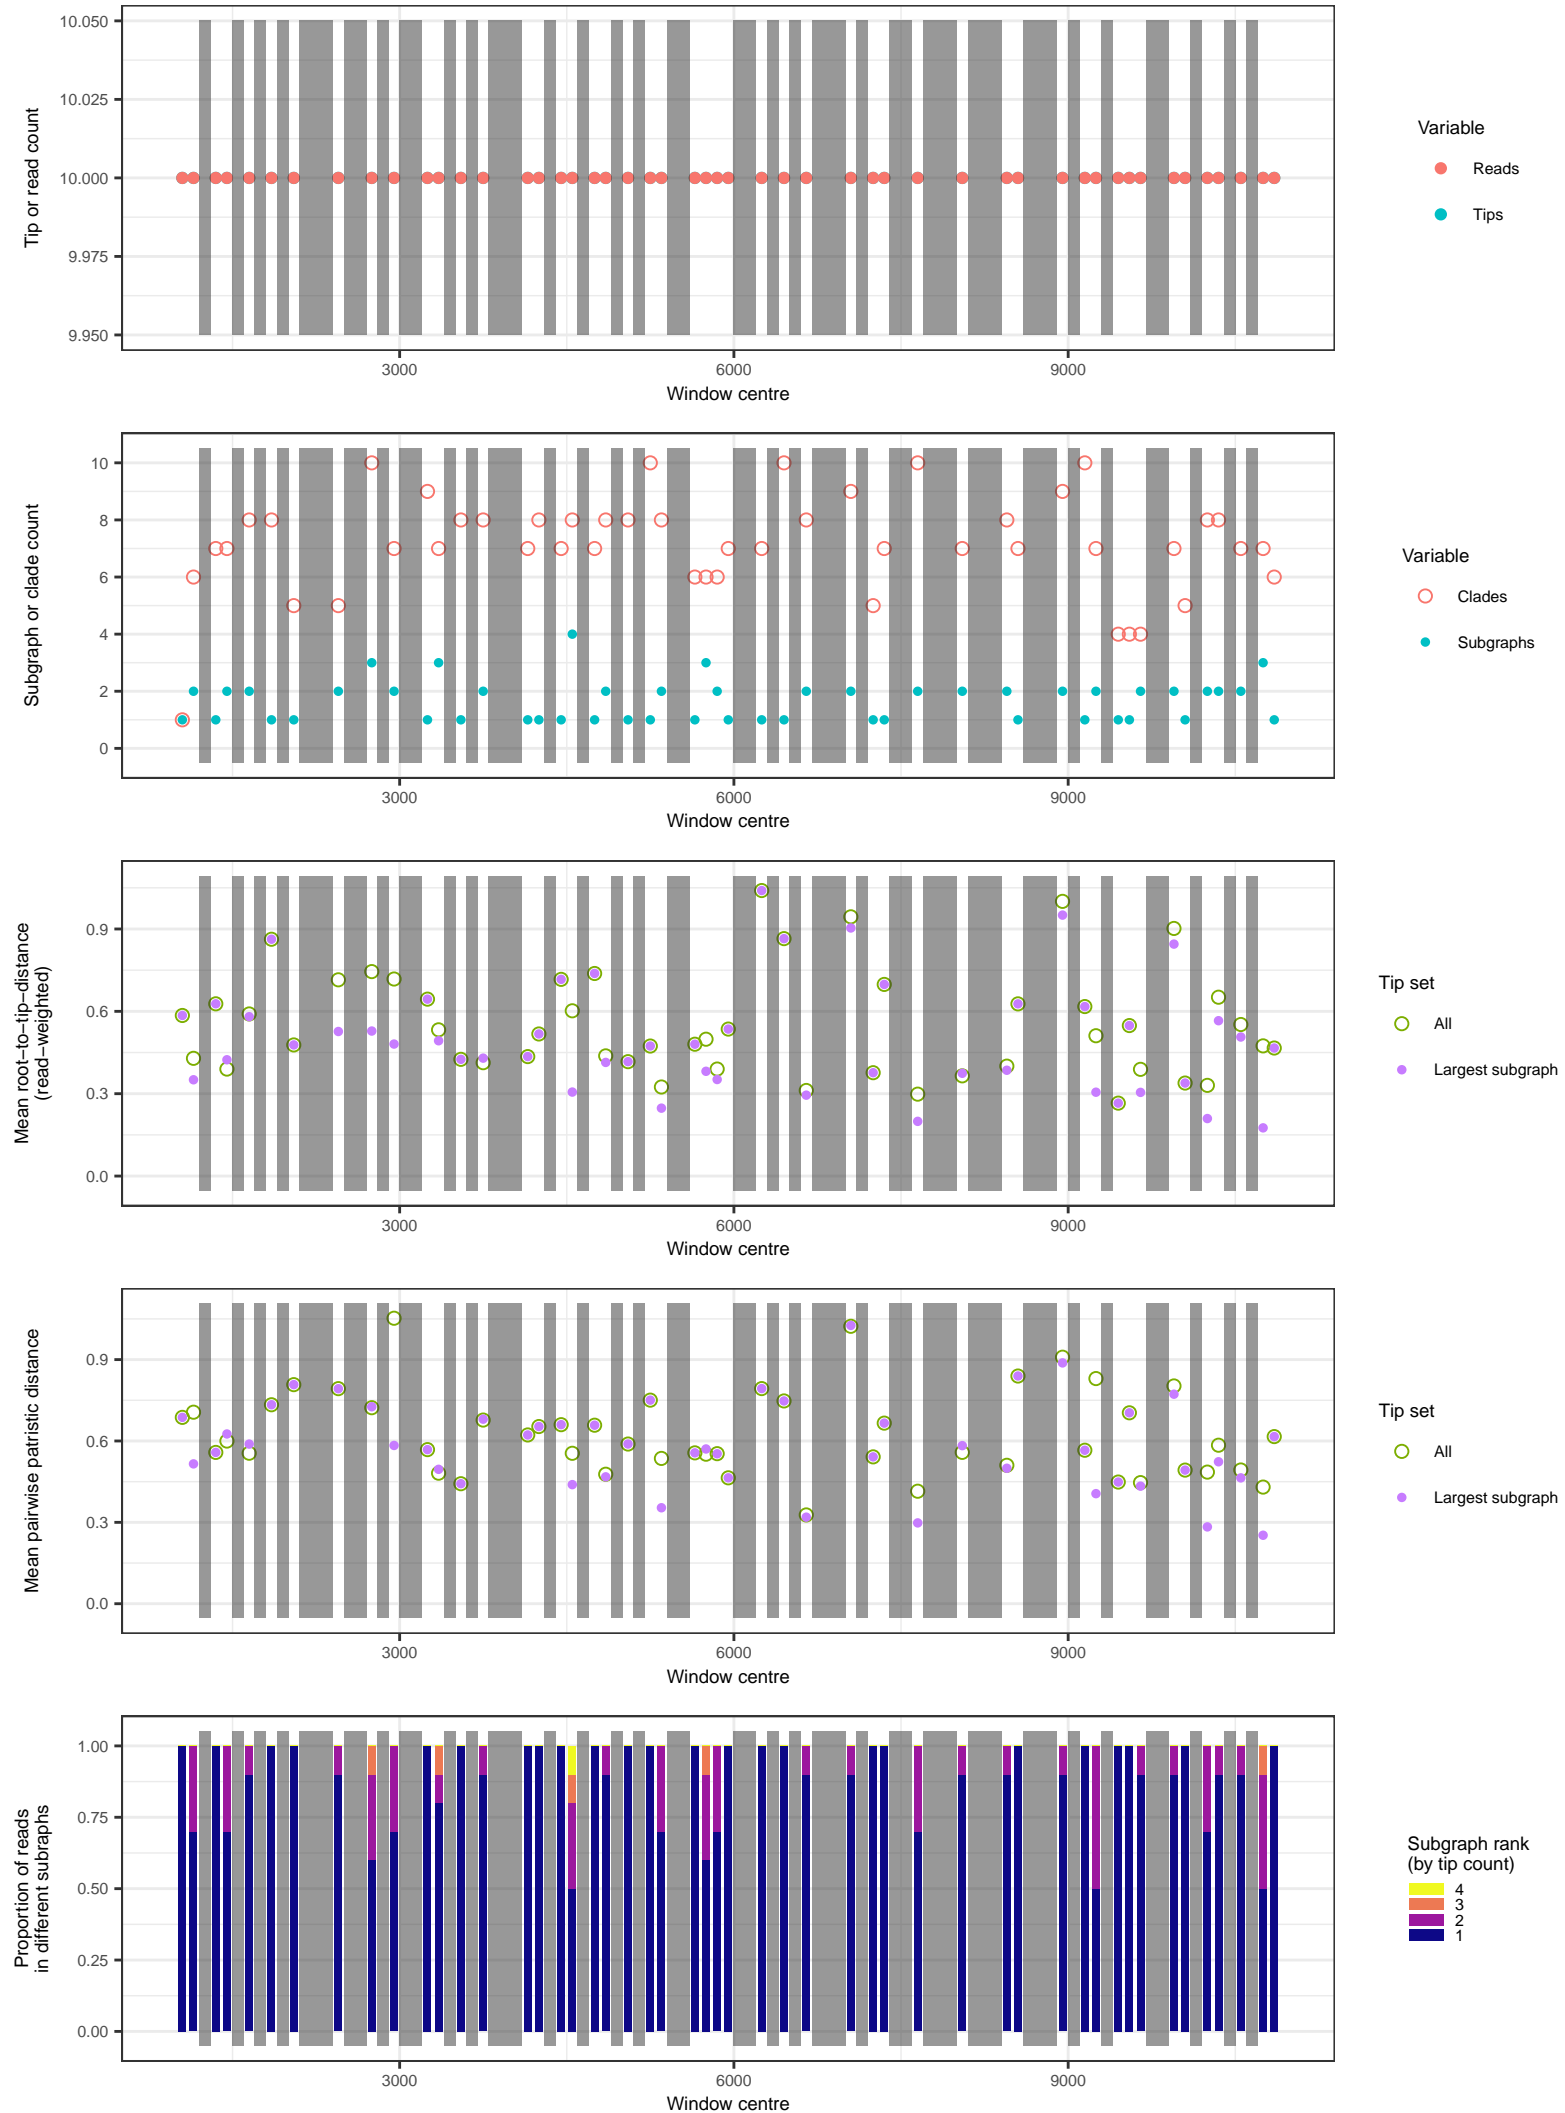 10.050
10.025
10.000
9.975
9.950
Tip or read count
3000 6000 9000
Window centre
Variable
Reads
Tips
10
8
6
4
2
0
Subgraph or clade count
3000 6000 9000
Window centre
Variable
Clades
Subgraphs
0.9
0.6
0.3
0.0
Mean root−to−tip−distance
(read−weighted)
3000 6000 9000
Window centre
Tip set
All
Largest subgraph
0.9
0.6
0.3
0.0
Mean pairwise patristic distance
3000 6000 9000
Window centre
Tip set
All
Largest subgraph
1.00
0.75
0.50
0.25
0.00
Proportion of reads
in different subraphs
3000 6000 9000
Window centre
Subgraph rank
(by tip count)
4
3
2
1